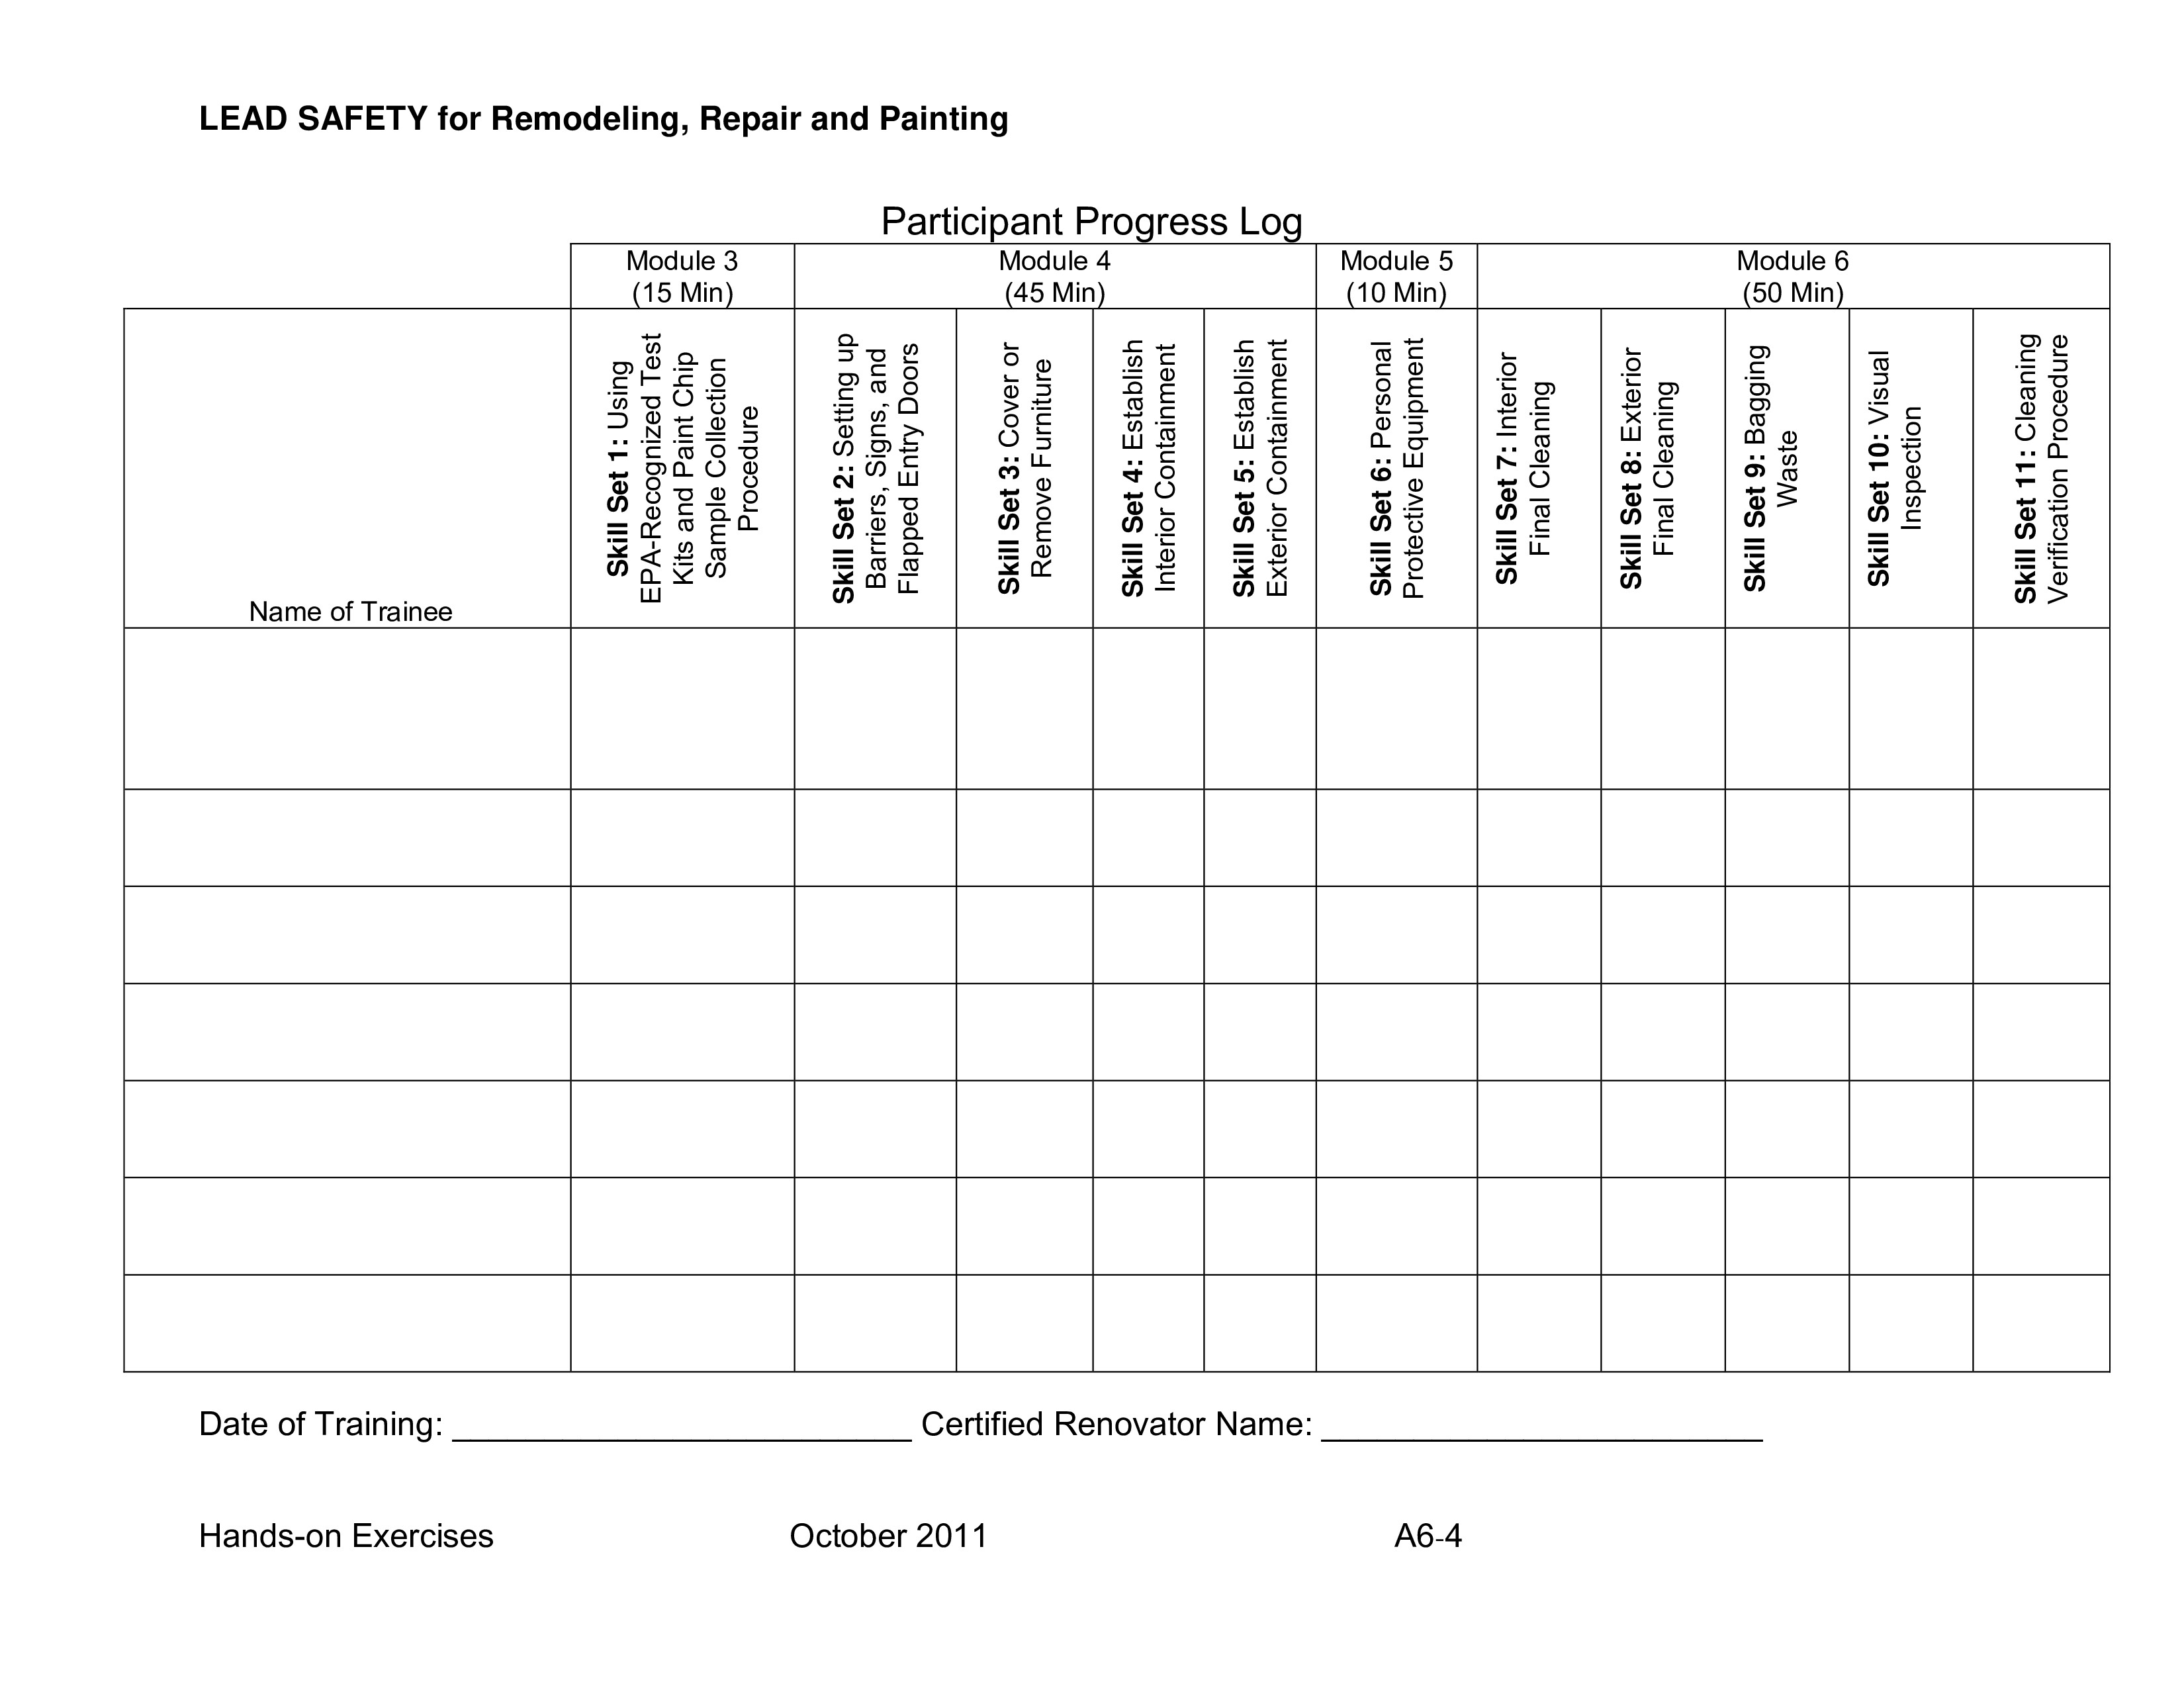 LEAD SAFETY for Remodeling, Repair and Painting
Participant Progress Log
Module 3
(15 Min)
Module 4
(45 Min)
Module 5
(10 Min)
Module 6
(50 Min)
Name of Trainee
Skill Set 1: Using
EPA-Recognized Test
Kits and Paint Chip
Sample Collection
Procedure
Skill Set 2: Setting up
Barriers, Signs, and
Flapped Entry Doors
Skill Set 3: Cover or
Remove Furniture
Skill Set 4: Establish
Interior Containment
Skill Set 5: Establish
Exterior Containment
Skill Set 6: Personal
Protective Equipment
Skill Set 7: Interior
Final Cleaning
Skill Set 8: Exterior
Final Cleaning
Skill Set 9: Bagging
Waste
Skill Set 10: Visual
Inspection
Skill Set 11: Cleaning
Verification Procedure
Date of Training: _________________________ Certified Renovator Name: ________________________
Hands-on Exercises October 2011 A6-4